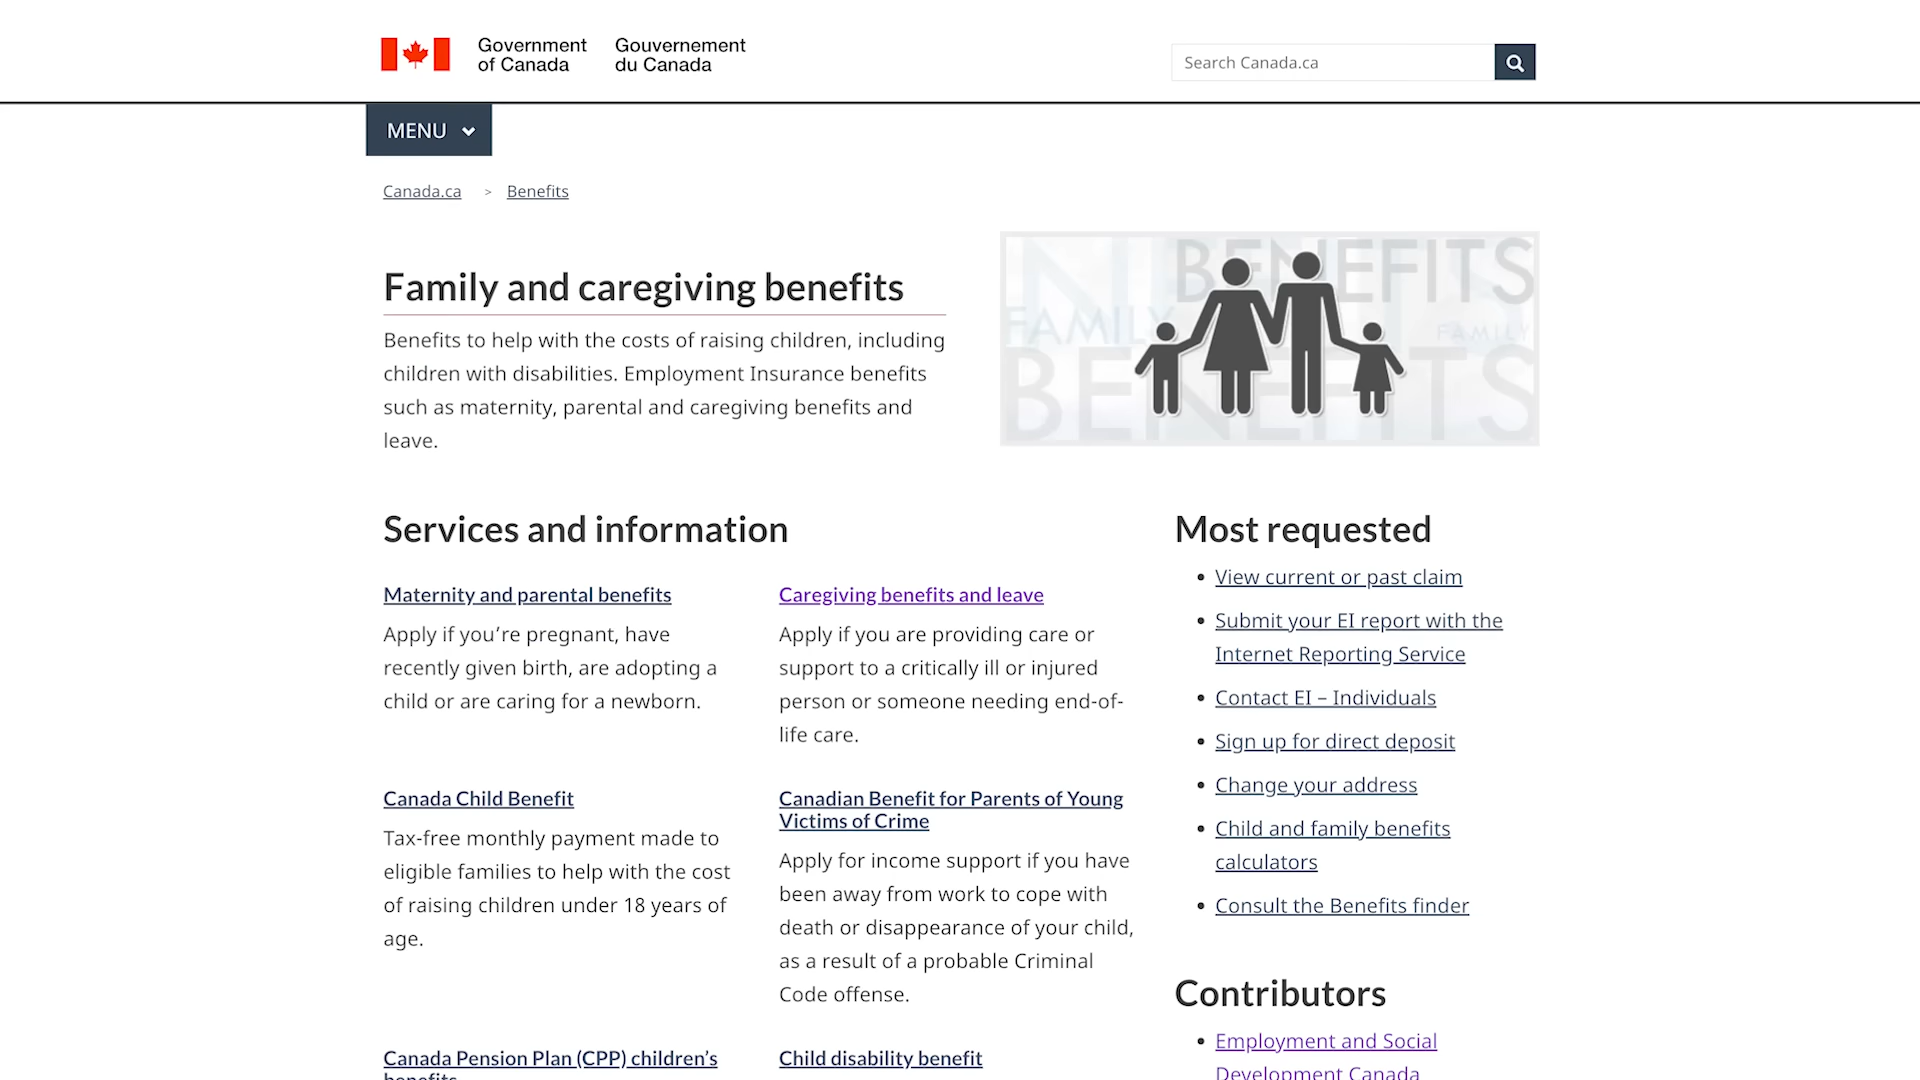 Government of Canada
Gouvernement du Canada
Search Canada.ca
MENU
Canada.ca > Benefits
Family and caregiving benefits
Benefits to help with the costs of raising children, including
children with disabilities. Employment Insurance benefits
such as maternity, parental and caregiving benefits and
leave.
BENEFITS
FAMILY
FAMILY
BENEFITS
Services and information
Maternity and parental benefits
Apply if you’re pregnant, have
recently given birth, are adopting a
child or are caring for a newborn.
Caregiving benefits and leave
Apply if you are providing care or
support to a critically ill or injured
person or someone needing end-of-
life care.
Canada Child Benefit
Tax-free monthly payment made to
eligible families to help with the cost
of raising children under 18 years of
age.
Canadian Benefit for Parents of Young
Victims of Crime
Apply for income support if you have
been away from work to cope with
death or disappearance of your child,
as a result of a probable Criminal
Code offense.
Canada Pension Plan (CPP) children’s
benefits
Child disability benefit
Most requested
• View current or past claim
• Submit your EI report with the
Internet Reporting Service
• Contact EI – Individuals
• Sign up for direct deposit
• Change your address
• Child and family benefits
calculators
• Consult the Benefits finder
Contributors
• Employment and Social
Development Canada